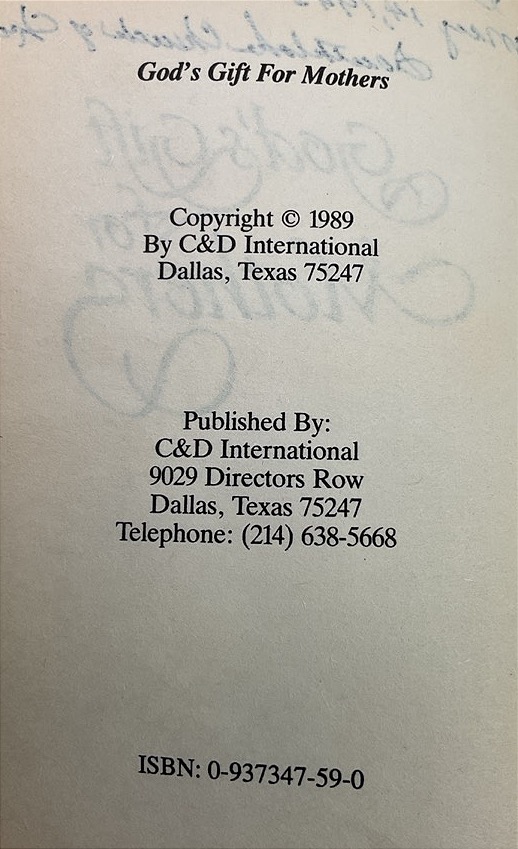 God's Gift For Mothers
Copyright © 1989
By C&D International
Dallas, Texas 75247
Published By:
C&D International
9029 Directors Row
Dallas, Texas 75247
Telephone: (214) 638-5668
ISBN: 0-937347-59-0